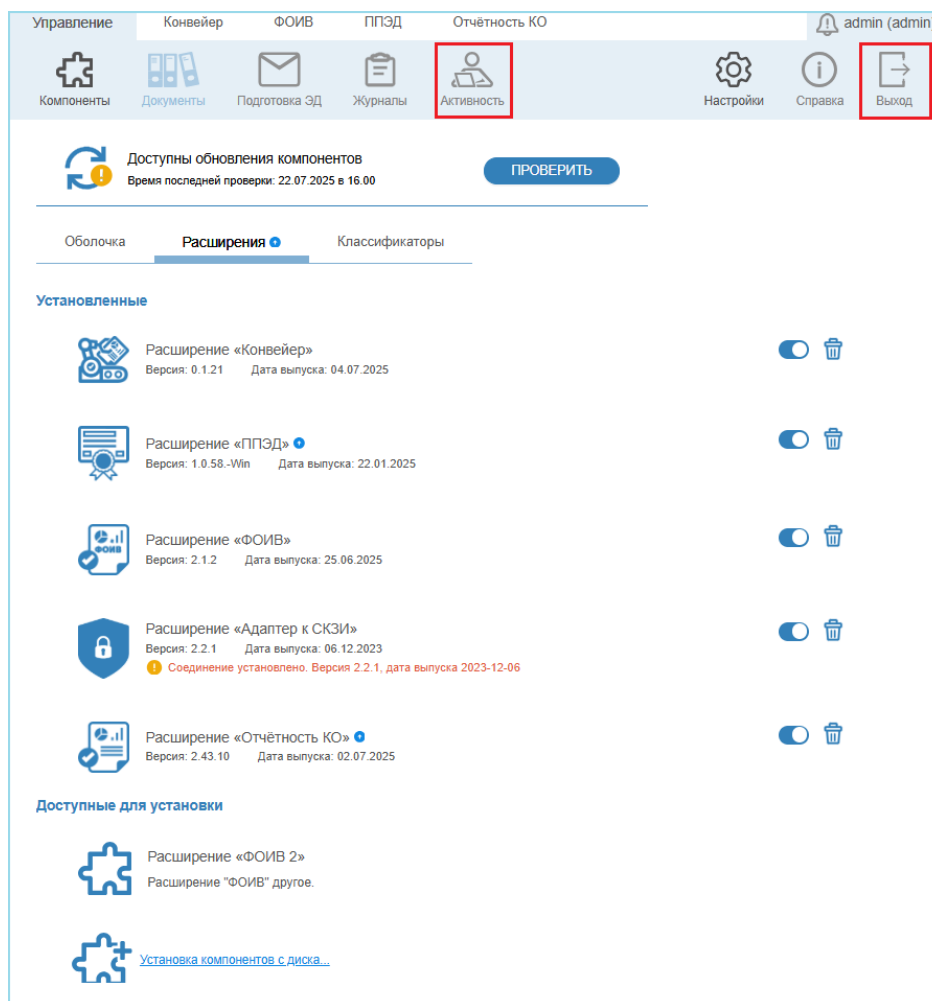 Управление Конвейер ФОИВ ППЭД Отчётность КО admin (admin)
Компоненты Документы Подготовка ЭД Журналы Активность Настройки Справка Выход
Доступны обновления компонентов
Время последней проверки: 22.07.2025 в 16.00
ПРОВЕРИТЬ
Оболочка Расширения Классификаторы
Установленные
Расширение «Конвейер»
Версия: 0.1.21 Дата выпуска: 04.07.2025
Расширение «ППЭД»
Версия: 1.0.58.-Win Дата выпуска: 22.01.2025
ФОИВ
Расширение «ФОИВ»
Версия: 2.1.2 Дата выпуска: 25.06.2025
Расширение «Адаптер к СКЗИ»
Версия: 2.2.1 Дата выпуска: 06.12.2023
Соединение установлено. Версия 2.2.1, дата выпуска 2023-12-06
Расширение «Отчётность КО»
Версия: 2.43.10 Дата выпуска: 02.07.2025
Доступные для установки
Расширение «ФОИВ 2»
Расширение "ФОИВ" другое.
Установка компонентов с диска...